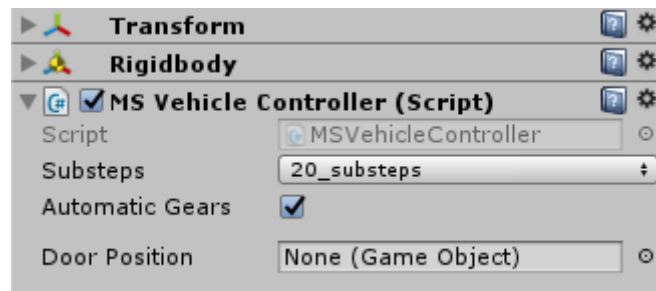 Transform
Rigidbody
MS Vehicle Controller (Script)
Script MSVehicleController
Substeps 20_substeps
Automatic Gears
Door Position None (Game Object)